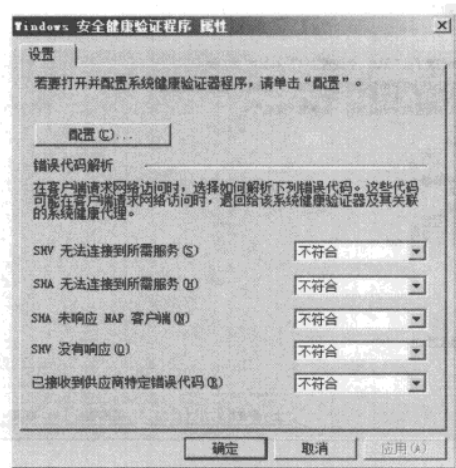 Windows 安全健康验证程序 属性
设置
若要打开并配置系统健康验证器程序，请单击“配置”。
配置(C)...
错误代码解析
在客户端请求网络访问时，选择如何解析下列错误代码。这些代码
可能在客户端请求网络访问时，退回给该系统健康验证器及其关联
的系统健康代理。
SHV 无法连接到所需服务(S) 不符合
SHA 无法连接到所需服务(H) 不符合
SHA 未响应 NAP 客户端(N) 不符合
SHV 没有响应(O) 不符合
已接收到供应商特定错误代码(R) 不符合
确定 取消 应用(A)